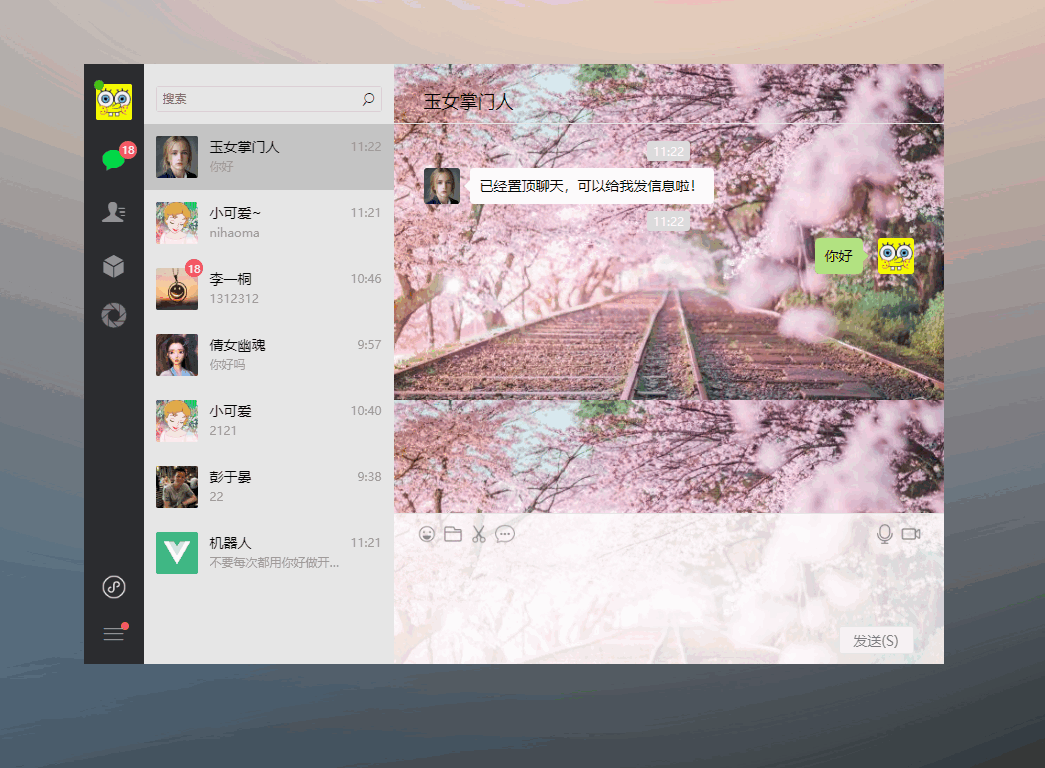 搜索
18
玉女掌门人 11:22
你好
小可爱~ 11:21
nihaoma
18
李一桐 10:46
1312312
倩女幽魂 9:57
你好吗
小可爱 10:40
2121
彭于晏 9:38
22
机器人 11:21
不要每次都用你好做开...
玉女掌门人
11:22
已经置顶聊天，可以给我发信息啦！
11:22
你好
发送(S)